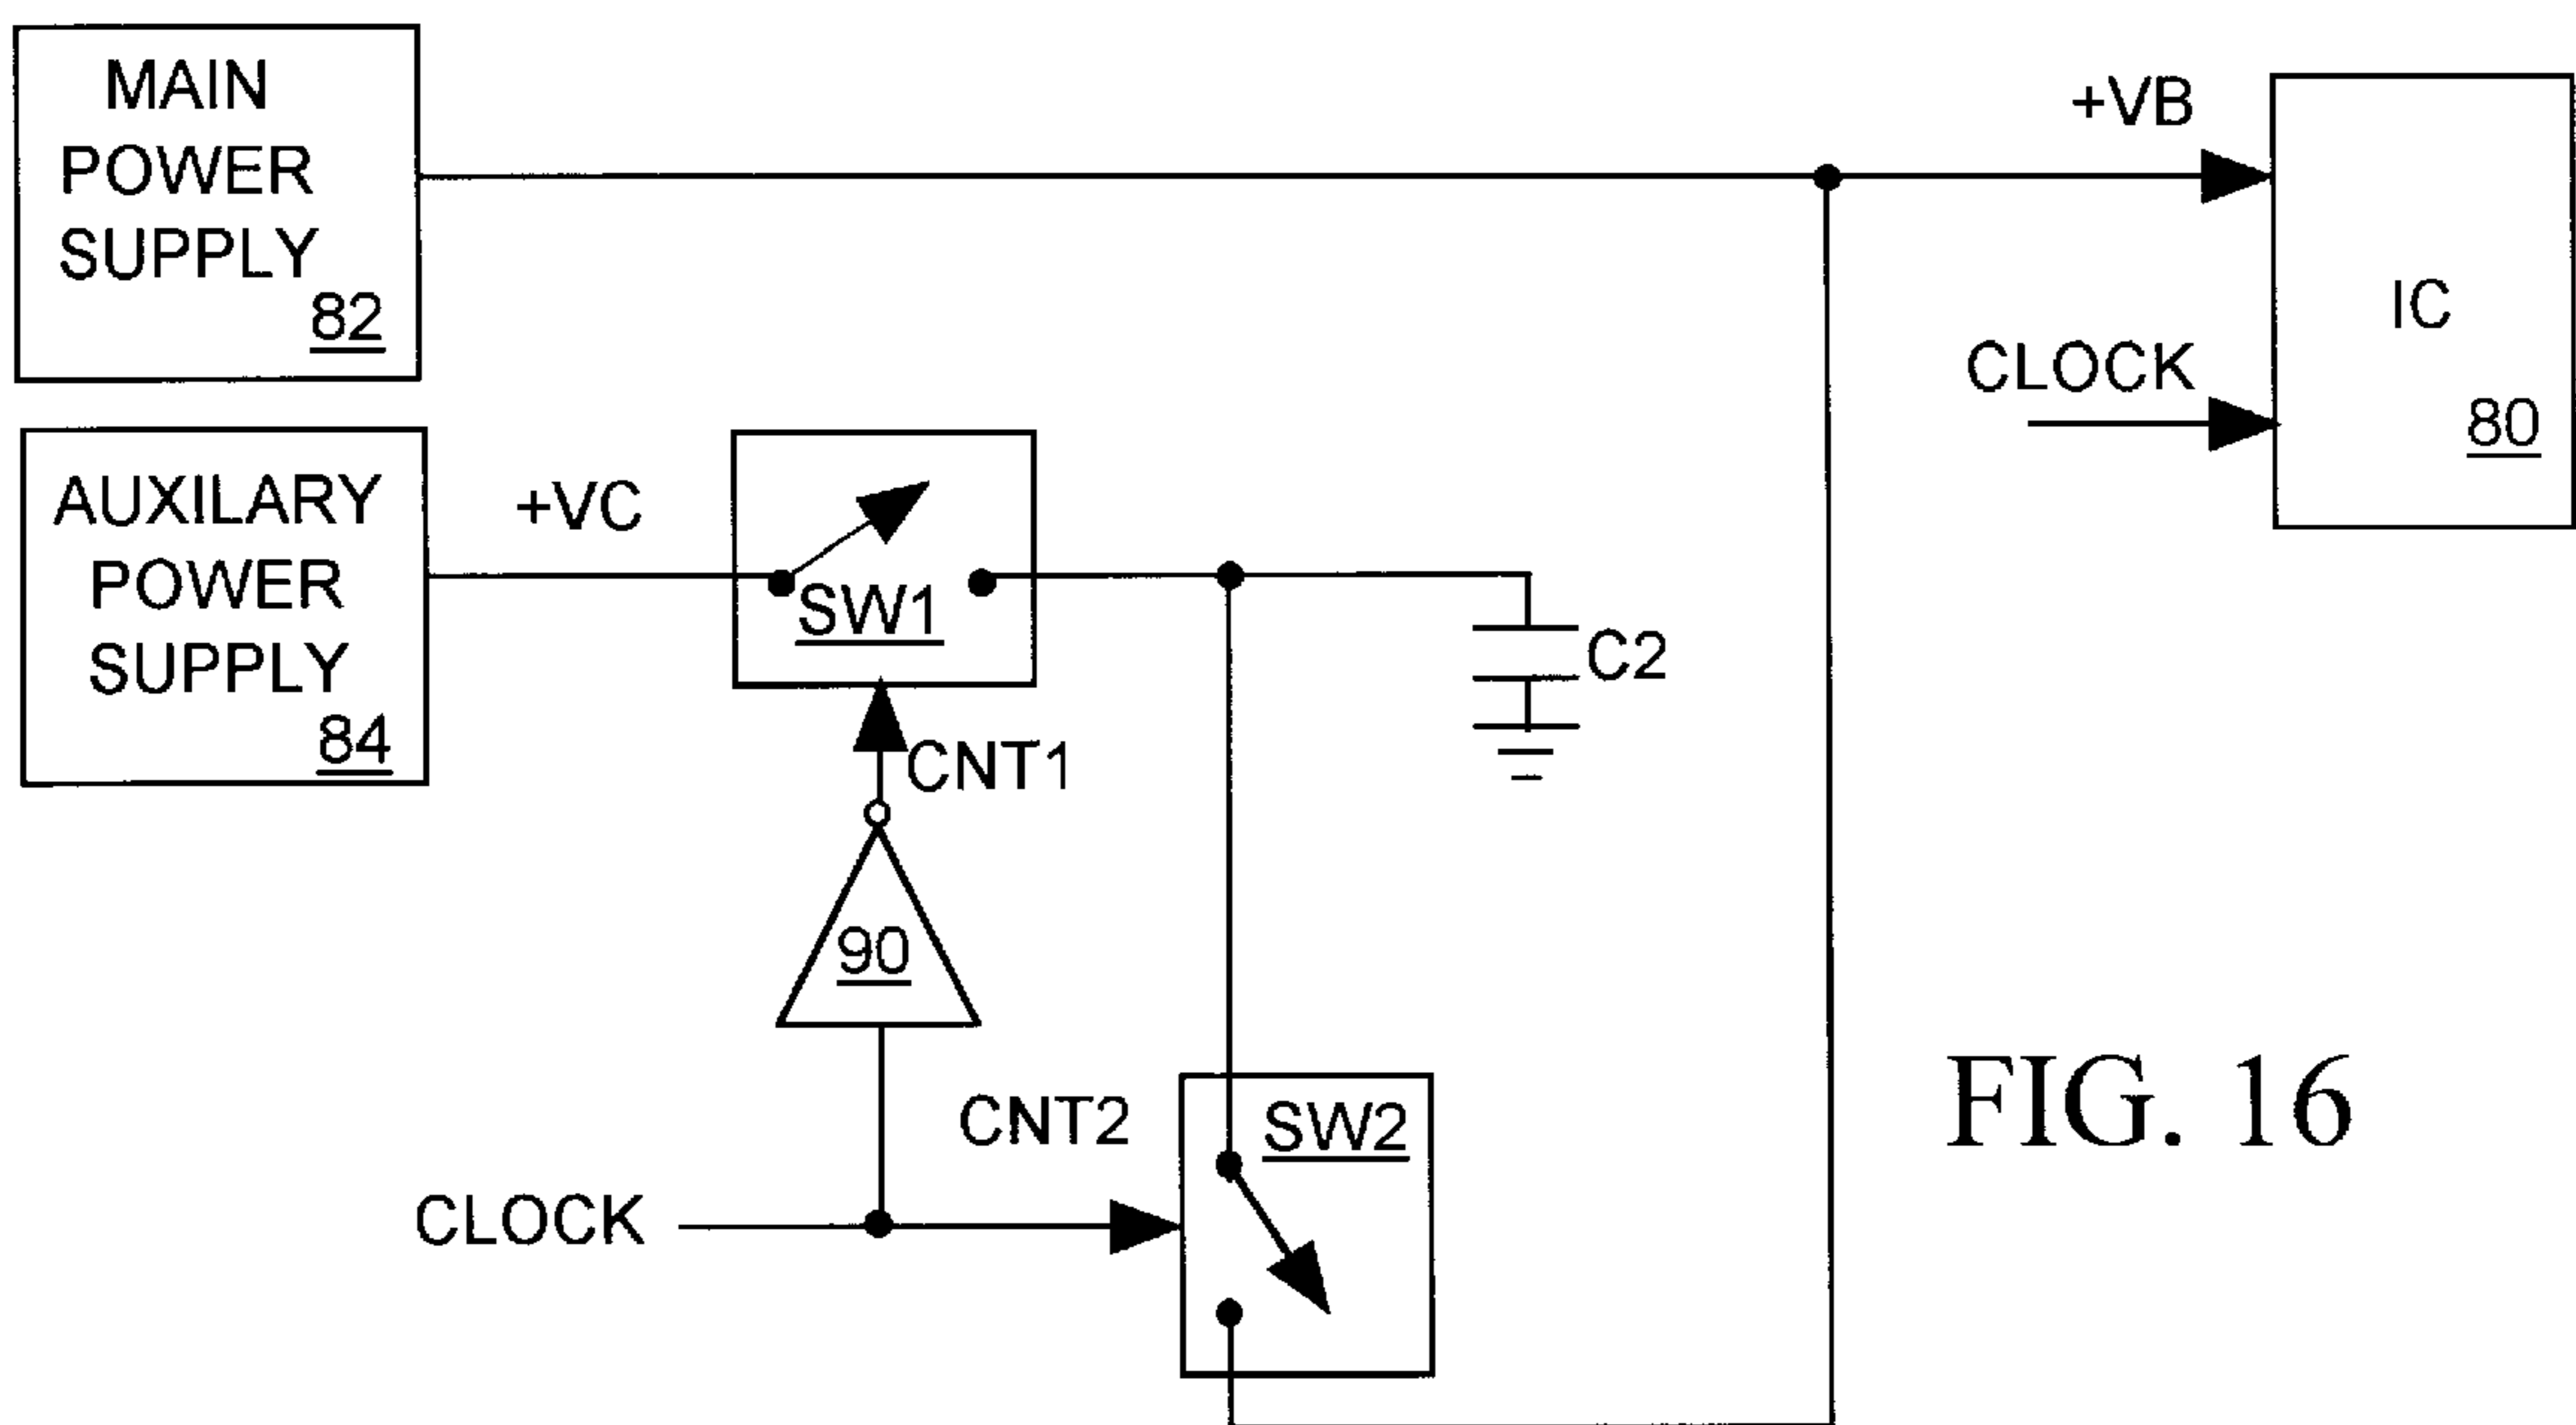 MAIN
POWER
SUPPLY
82
+VB
IC
CLOCK
80
AUXILARY
POWER
SUPPLY
84
+VC
SW1
C2
CNT1
90
CNT2
SW2
CLOCK
FIG. 16